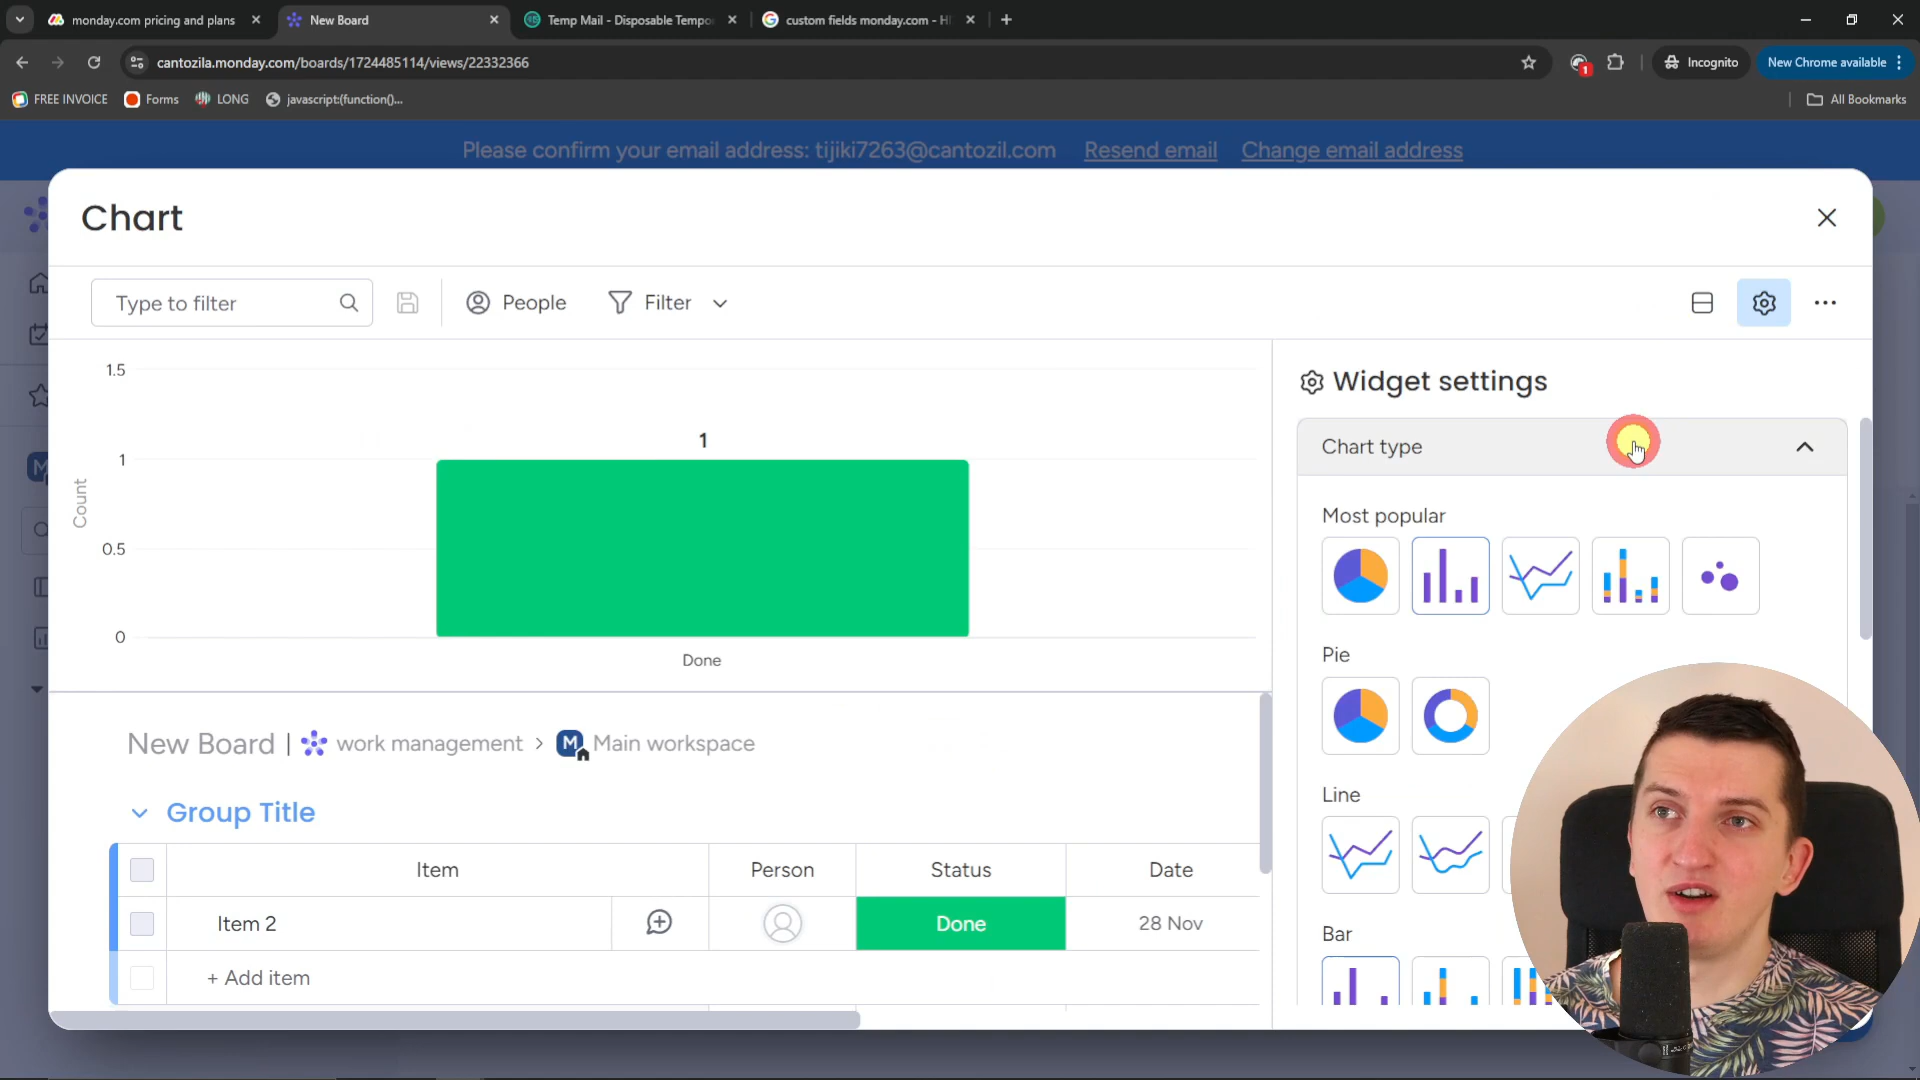 monday.com pricing and plans
New Board
Temp Mail - Disposable Tempo
custom fields monday.com - H
cantozila.monday.com/boards/1724485114/views/22332366
1
Incognito
New Chrome available
FREE INVOICE
Forms
LONG
javascript:(function()...
All Bookmarks
Please confirm your email address: tijiki7263@cantozil.com
Resend email
Change email address
Chart
Type to filter
People
Filter
Widget settings
Chart type
Most popular
Pie
Line
Bar
1.5
1
0.5
0
Count
1
Done
New Board | work management > M Main workspace
Group Title
Item
Person
Status
Date
Item 2
Done
28 Nov
+ Add item
M